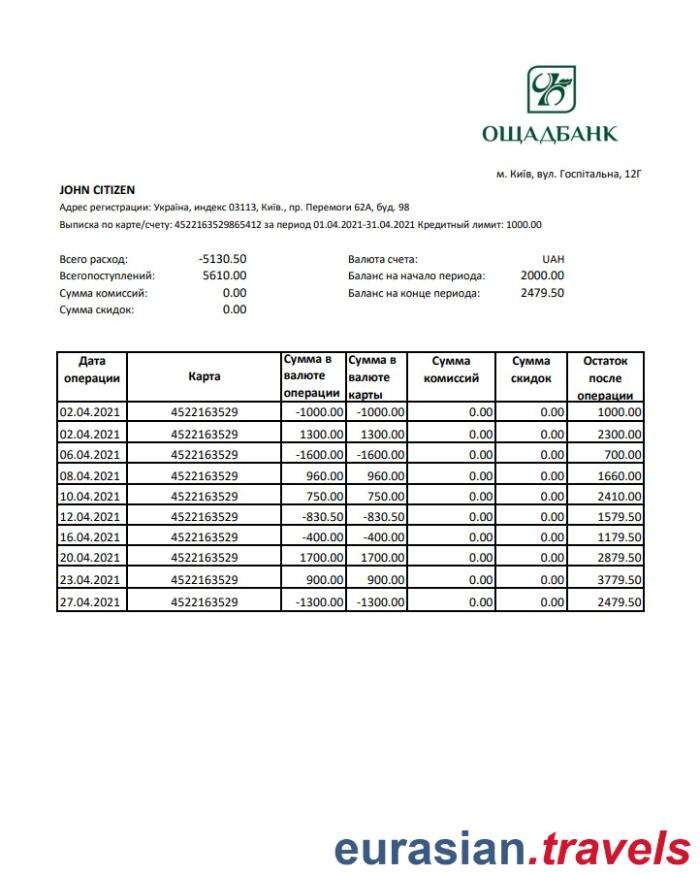 ОЩАДБАНК
м. Київ, вул. Госпітальна, 12Г
JOHN CITIZEN
Адрес регистрации: Україна, индекс 03113, Київ., пр. Перемоги 62А, буд. 98
Выписка по карте/счету: 4522163529865412 за период 01.04.2021-31.04.2021 Кредитный лимит: 1000.00
Всего расход: -5130.50 Валюта счета: UAH
Всегопоступлений: 5610.00 Баланс на начало периода: 2000.00
Сумма комиссий: 0.00 Баланс на конце периода: 2479.50
Сумма скидок: 0.00
Дата операции Карта Сумма в валюте операции Сумма в валюте карты Сумма комиссий Сумма скидок Остаток после операции
02.04.2021 4522163529 -1000.00 -1000.00 0.00 0.00 1000.00
02.04.2021 4522163529 1300.00 1300.00 0.00 0.00 2300.00
06.04.2021 4522163529 -1600.00 -1600.00 0.00 0.00 700.00
08.04.2021 4522163529 960.00 960.00 0.00 0.00 1660.00
10.04.2021 4522163529 750.00 750.00 0.00 0.00 2410.00
12.04.2021 4522163529 -830.50 -830.50 0.00 0.00 1579.50
16.04.2021 4522163529 -400.00 -400.00 0.00 0.00 1179.50
20.04.2021 4522163529 1700.00 1700.00 0.00 0.00 2879.50
23.04.2021 4522163529 900.00 900.00 0.00 0.00 3779.50
27.04.2021 4522163529 -1300.00 -1300.00 0.00 0.00 2479.50
eurasian.travels